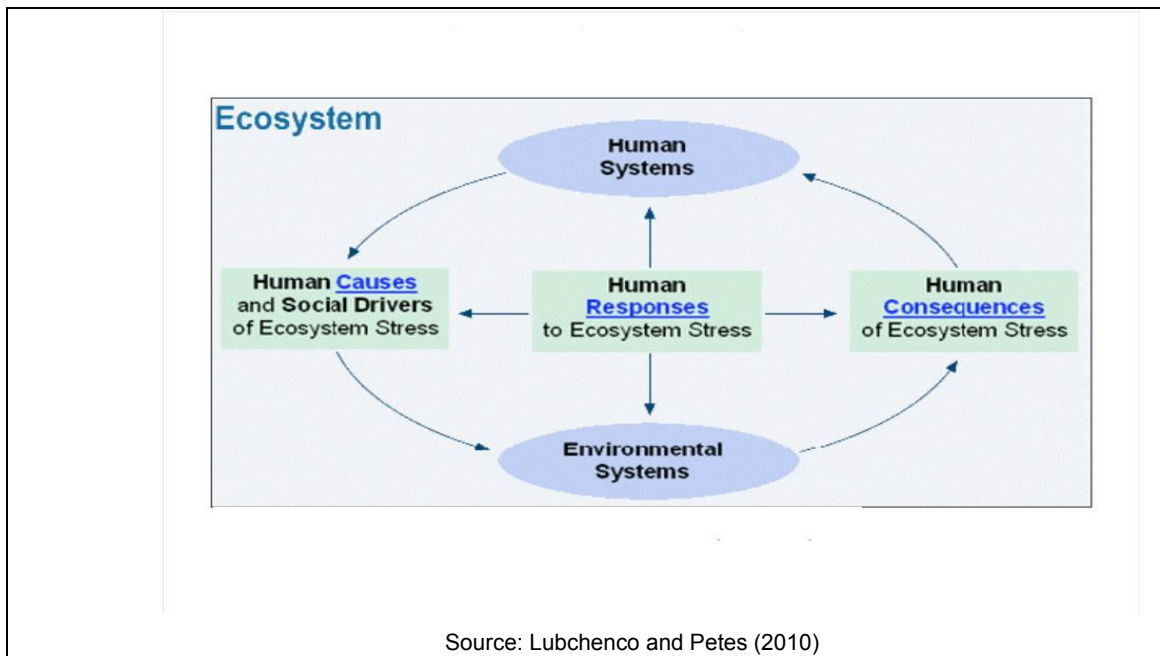 Ecosystem
Human
Systems
Human Causes
and Social Drivers
of Ecosystem Stress
Human
Responses
to Ecosystem Stress
Human
Consequences
of Ecosystem Stress
Environmental
Systems
Source: Lubchenco and Petes (2010)